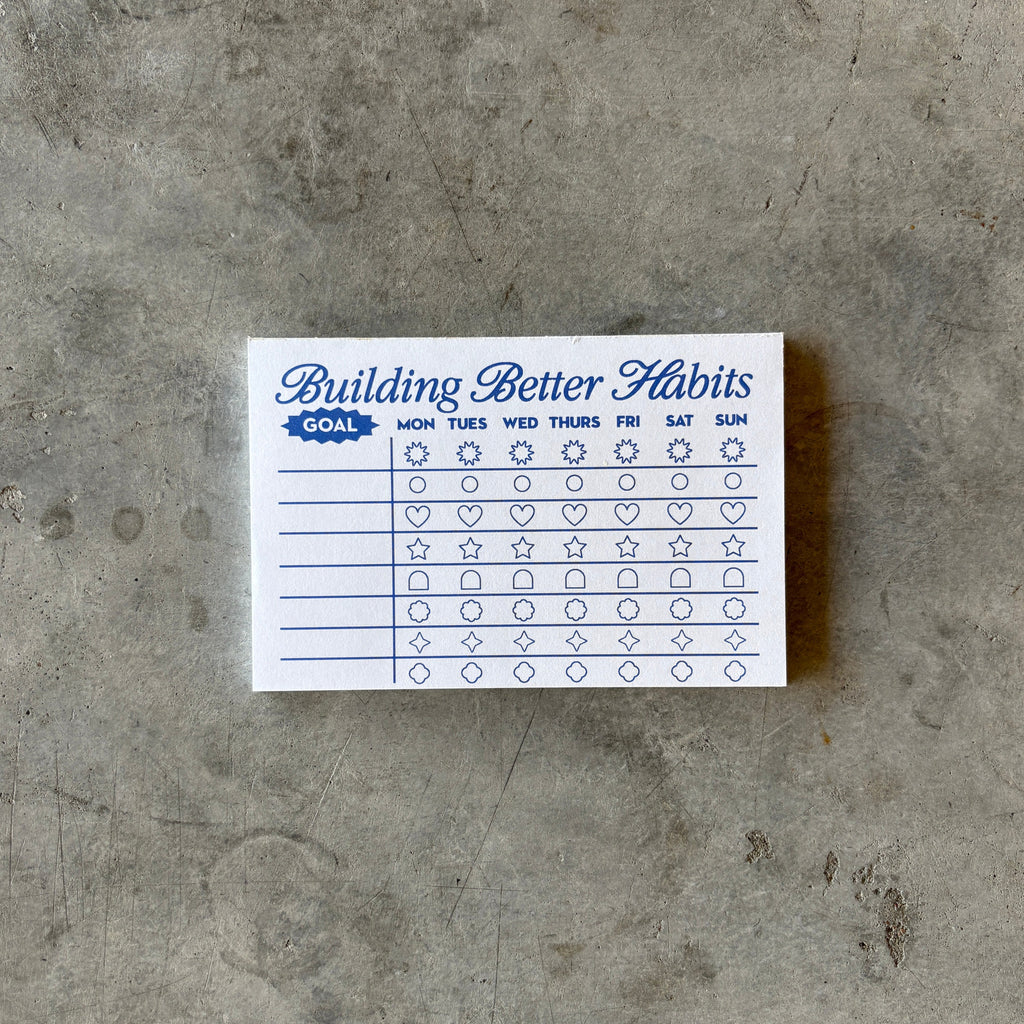 Building Better Habits
GOAL MON TUES WED THURS FRI SAT SUN